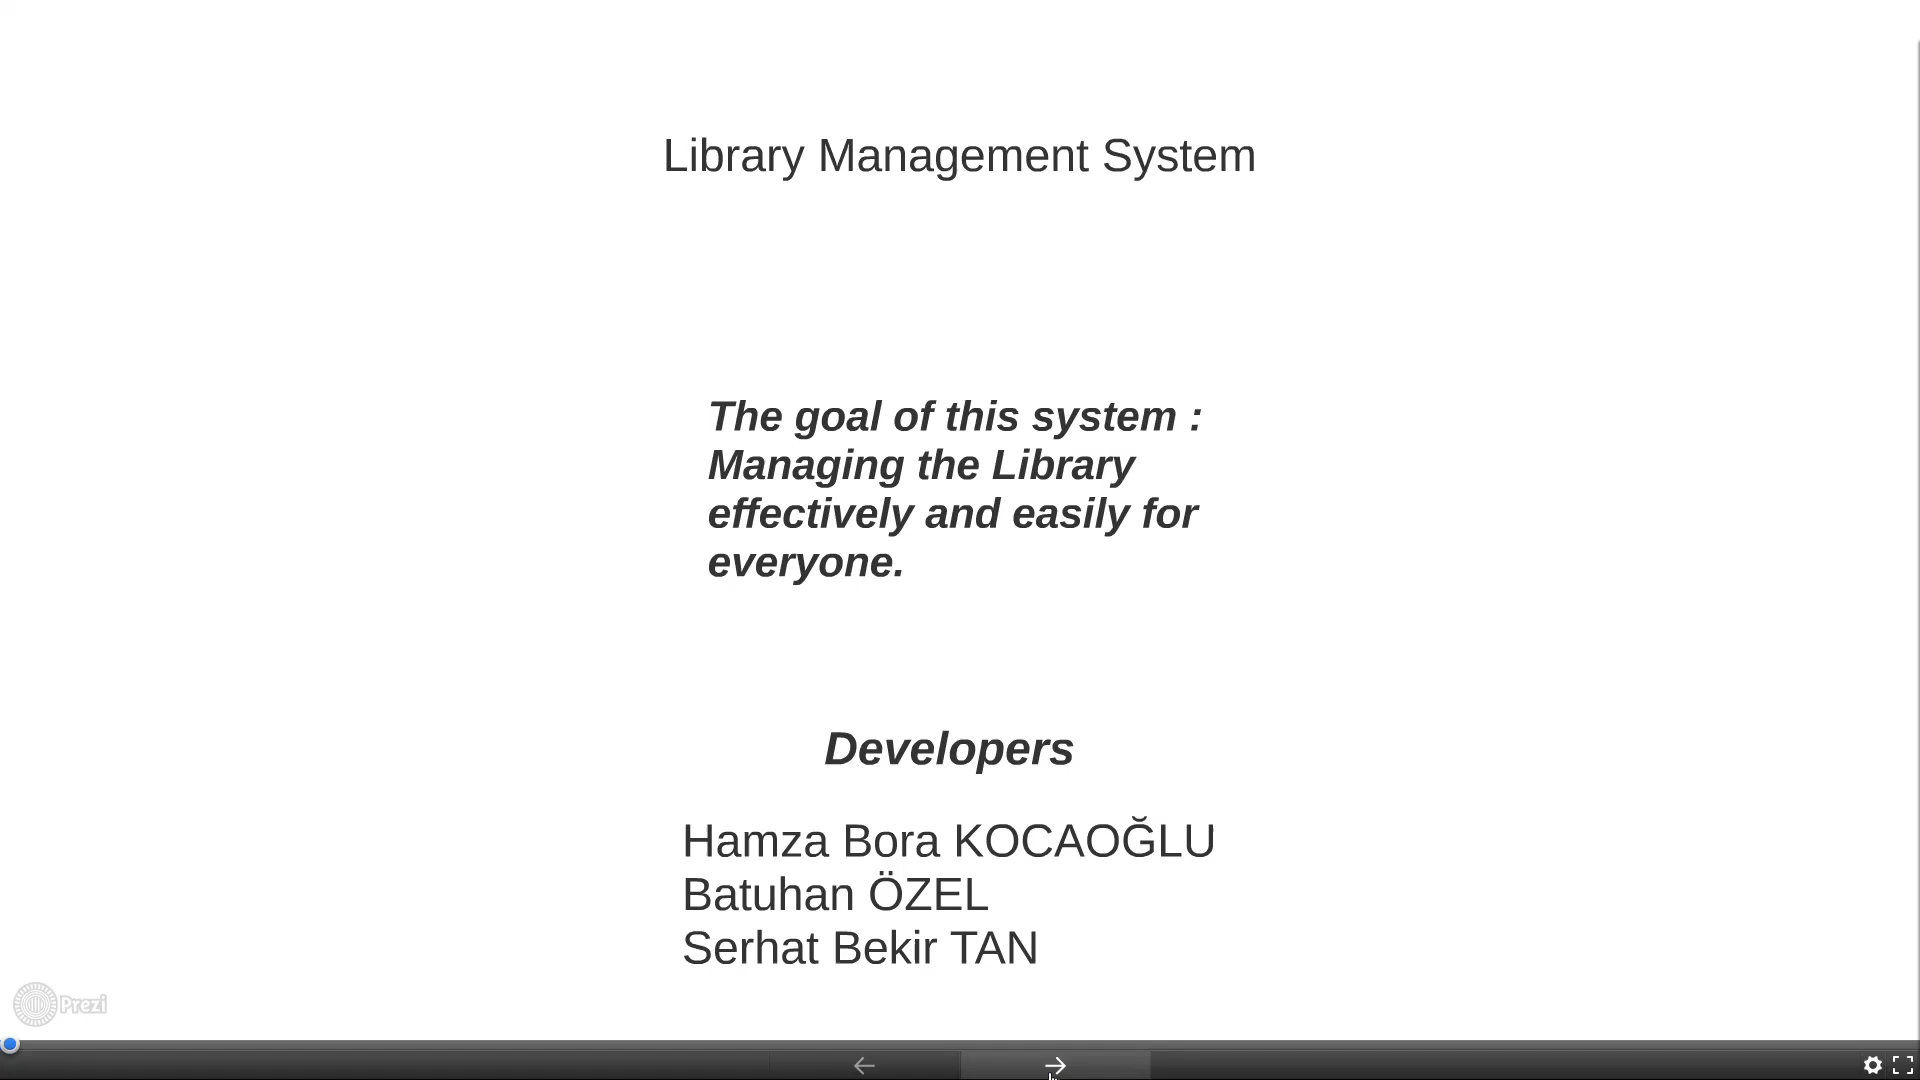 Library Management System
The goal of this system :
Managing the Library
effectively and easily for
everyone.
Developers
Hamza Bora KOCAOĞLU
Batuhan ÖZEL
Serhat Bekir TAN
Prezi